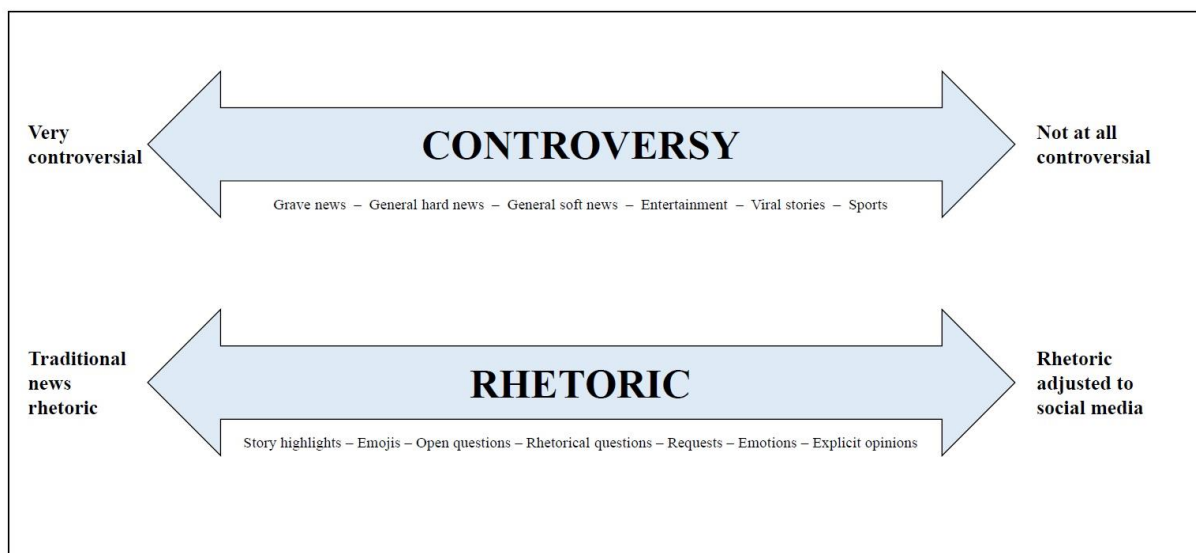 Very
controversial
CONTROVERSY
Not at all
controversial
Grave news – General hard news – General soft news – Entertainment – Viral stories – Sports
Traditional
news
rhetoric
RHETORIC
Rhetoric
adjusted to
social media
Story highlights – Emojis – Open questions – Rhetorical questions – Requests – Emotions – Explicit opinions